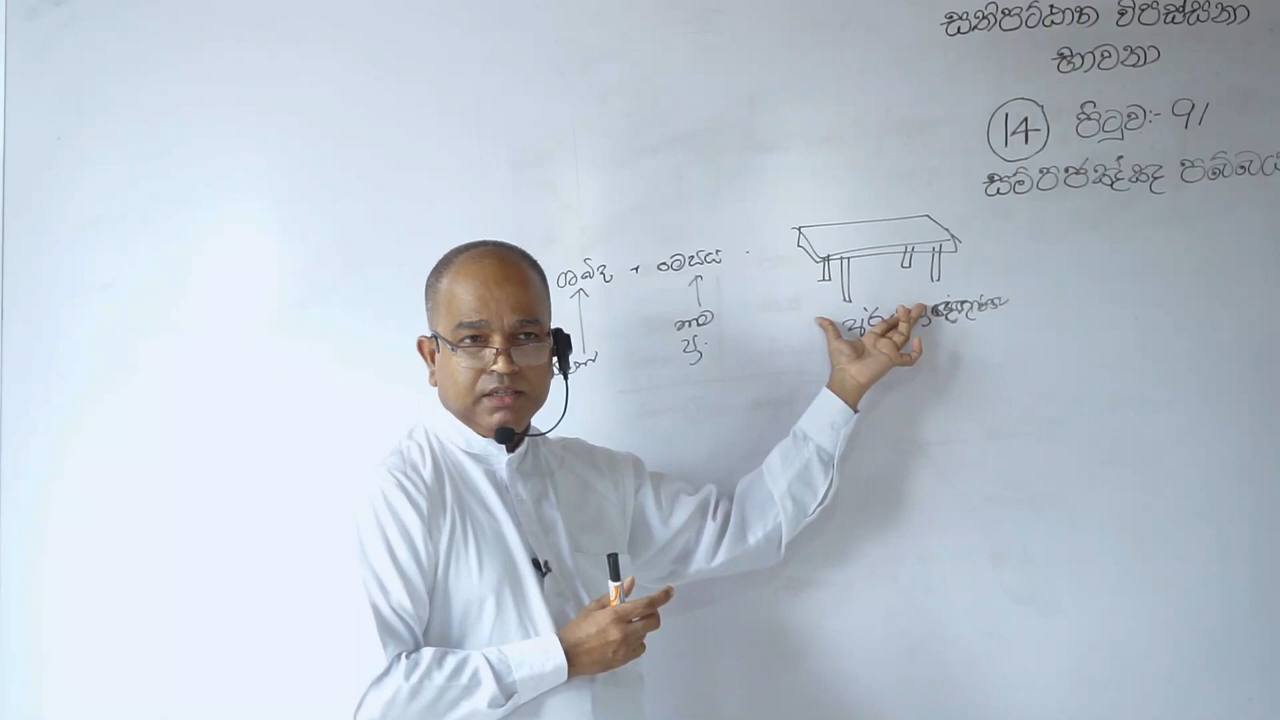 සතිපට්ඨාන විපස්සනා
භාවනා
14 පිටුව:- 91
සම්පජඤ්ඤ පබ්බය
ශබ්ද + මේසය
නාම
ප්‍ර.